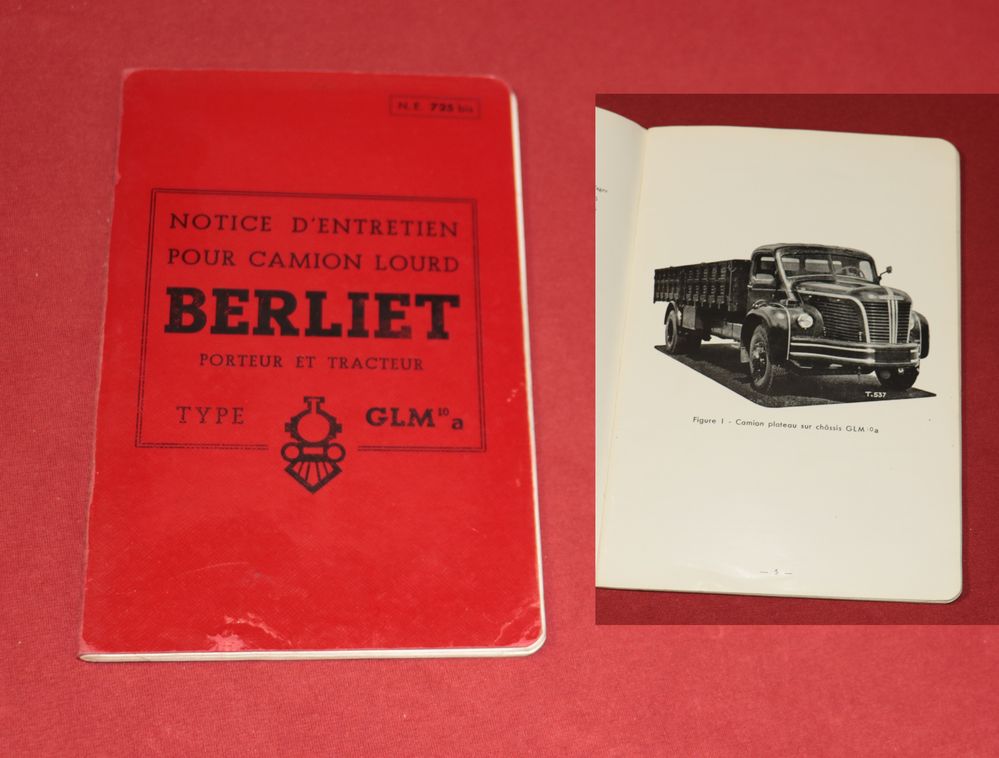 N. E. 725 bis
NOTICE D'ENTRETIEN
POUR CAMION LOURD
BERLIET
PORTEUR ET TRACTEUR
TYPE GLM¹⁰a
T.537
Figure 1 - Camion plateau sur châssis GLM¹⁰a
— 5 —